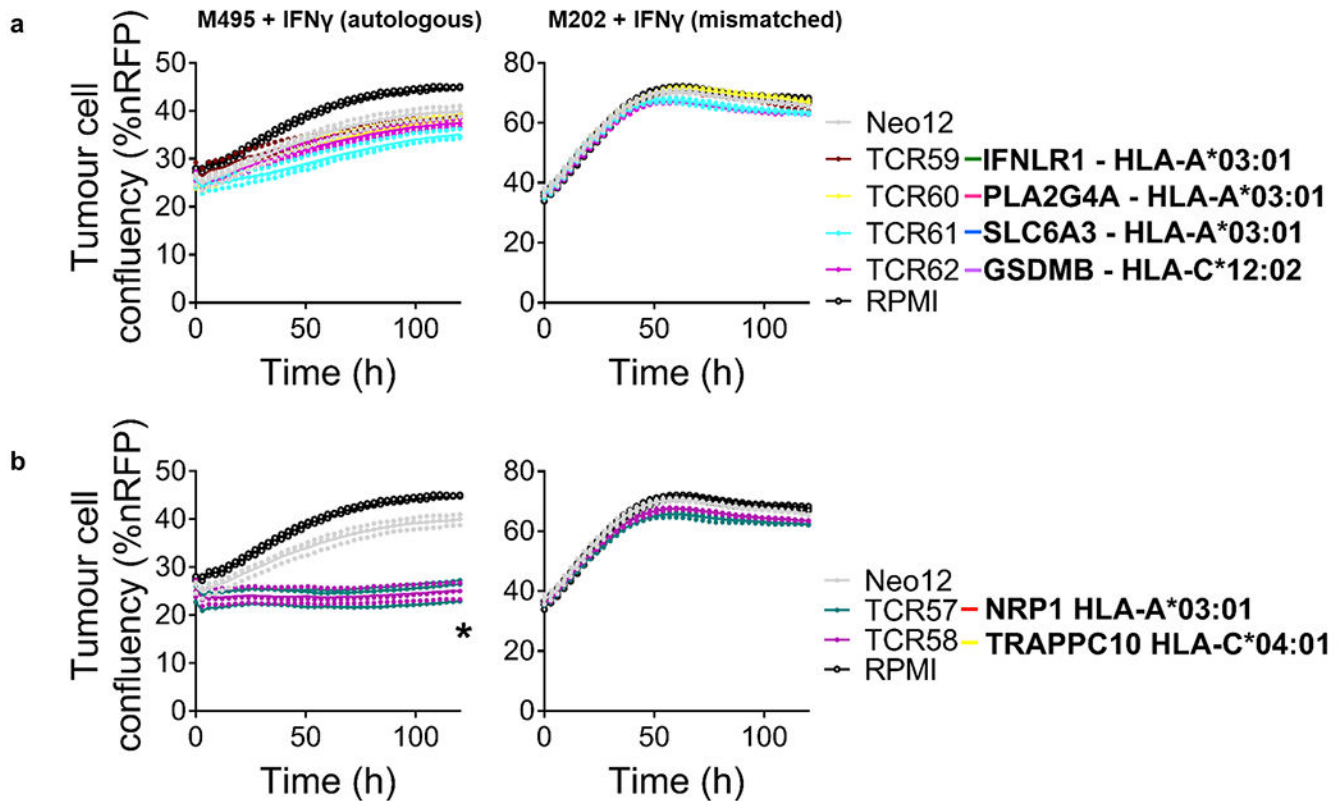 a
M495 + IFNγ (autologous)
M202 + IFNγ (mismatched)
Tumour cell
confluency (%nRFP)
50
40
30
20
10
0
0
50
100
Time (h)
80
60
40
20
0
0
50
100
Time (h)
Neo12
TCR59 IFNLR1 - HLA-A*03:01
TCR60 PLA2G4A - HLA-A*03:01
TCR61 SLC6A3 - HLA-A*03:01
TCR62 GSDMB - HLA-C*12:02
RPMI
b
Tumour cell
confluency (%nRFP)
50
40
30
20
10
0
*
0
50
100
Time (h)
80
60
40
20
0
0
50
100
Time (h)
Neo12
TCR57 NRP1 HLA-A*03:01
TCR58 TRAPPC10 HLA-C*04:01
RPMI